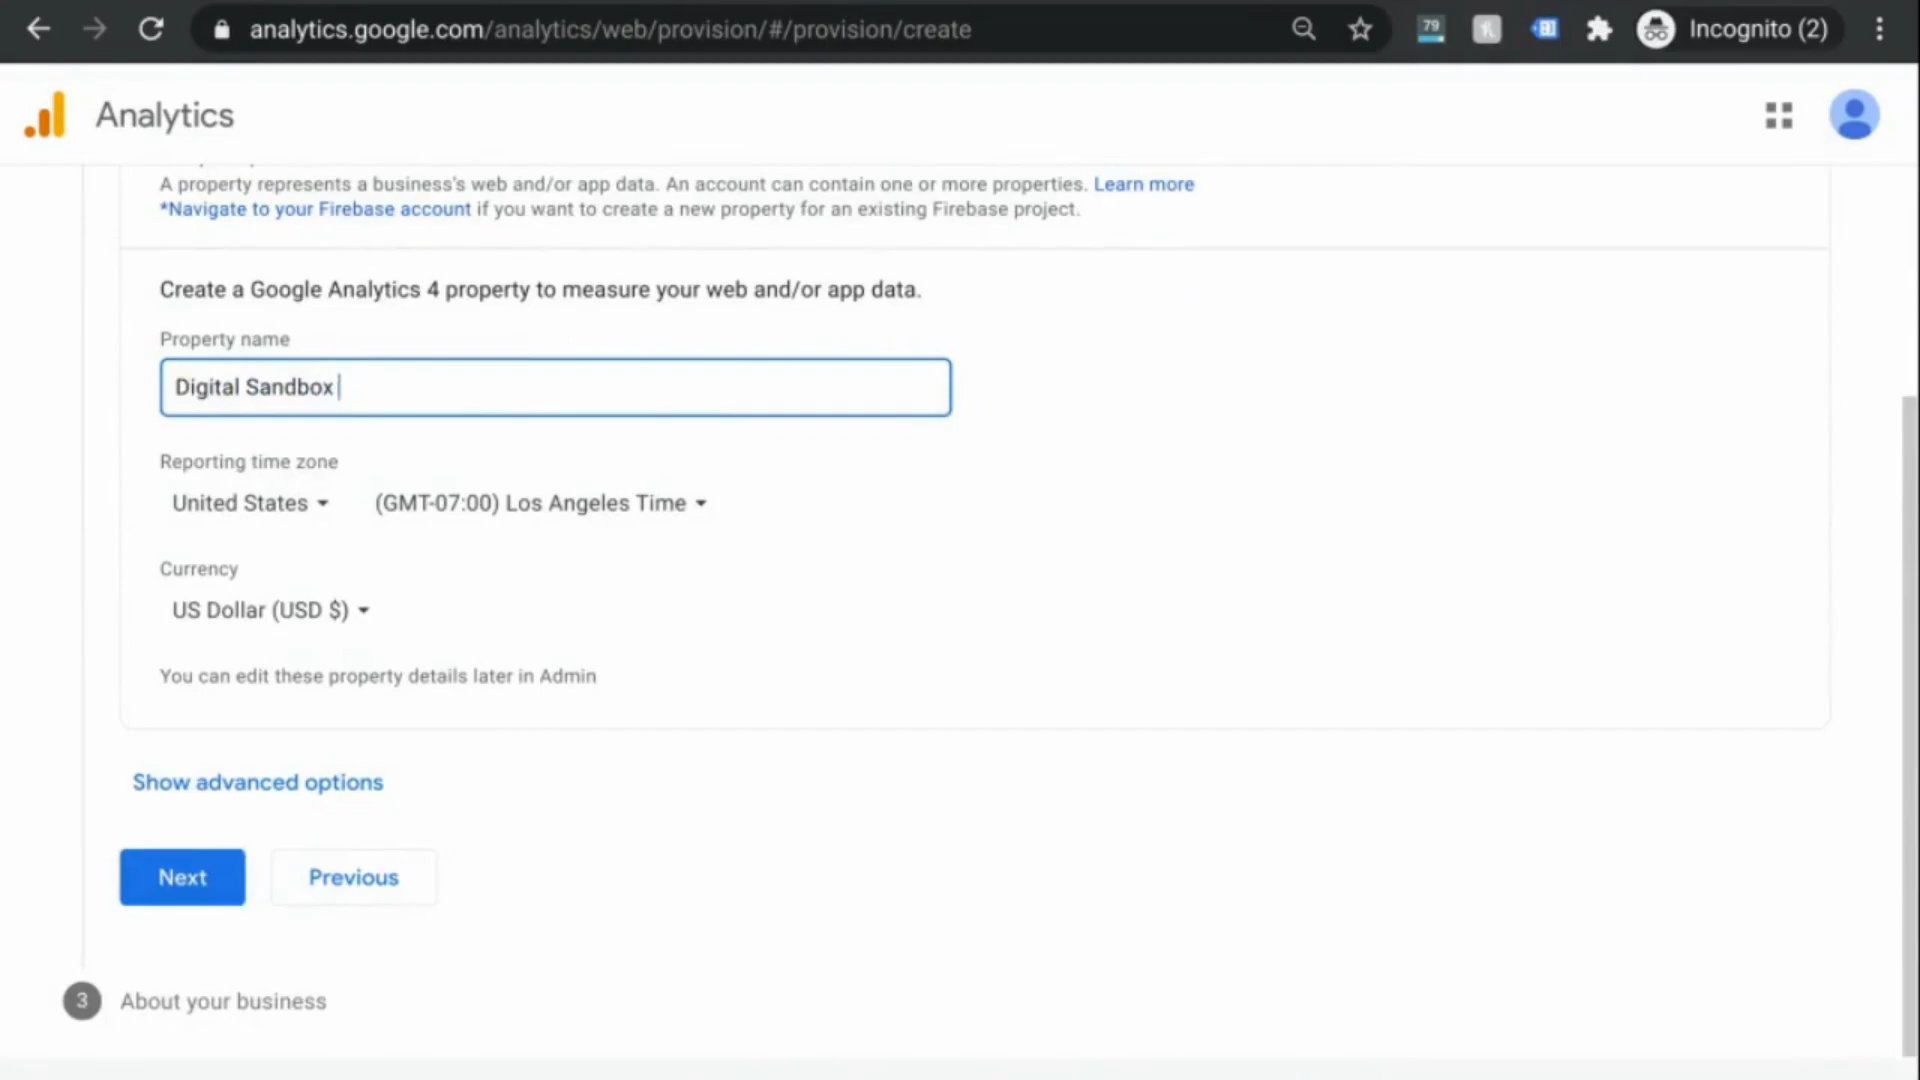 analytics.google.com/analytics/web/provision/#/provision/create
79
Incognito (2)
Analytics
A property represents a business's web and/or app data. An account can contain one or more properties. Learn more
*Navigate to your Firebase account if you want to create a new property for an existing Firebase project.
Create a Google Analytics 4 property to measure your web and/or app data.
Property name
Digital Sandbox
Reporting time zone
United States (GMT-07:00) Los Angeles Time
Currency
US Dollar (USD $)
You can edit these property details later in Admin
Show advanced options
Next Previous
3 About your business